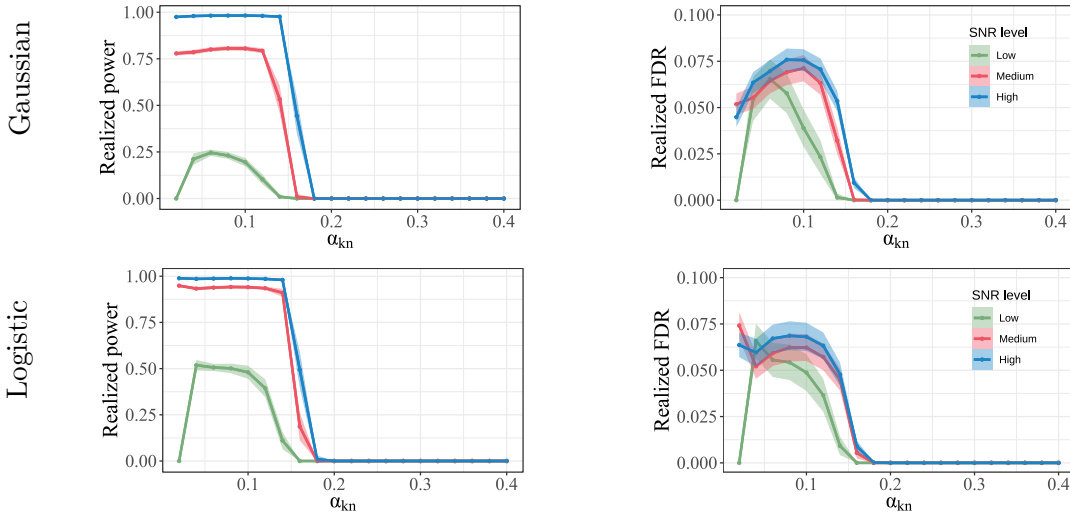 Gaussian
Realized power
1.00
0.75
0.50
0.25
0.00
0.1
0.2
0.3
0.4
αkn
Realized FDR
0.100
0.075
0.050
0.025
0.000
0.1
0.2
0.3
0.4
αkn
SNR level
Low
Medium
High
Logistic
Realized power
1.00
0.75
0.50
0.25
0.00
0.1
0.2
0.3
0.4
αkn
Realized FDR
0.100
0.075
0.050
0.025
0.000
0.1
0.2
0.3
0.4
αkn
SNR level
Low
Medium
High